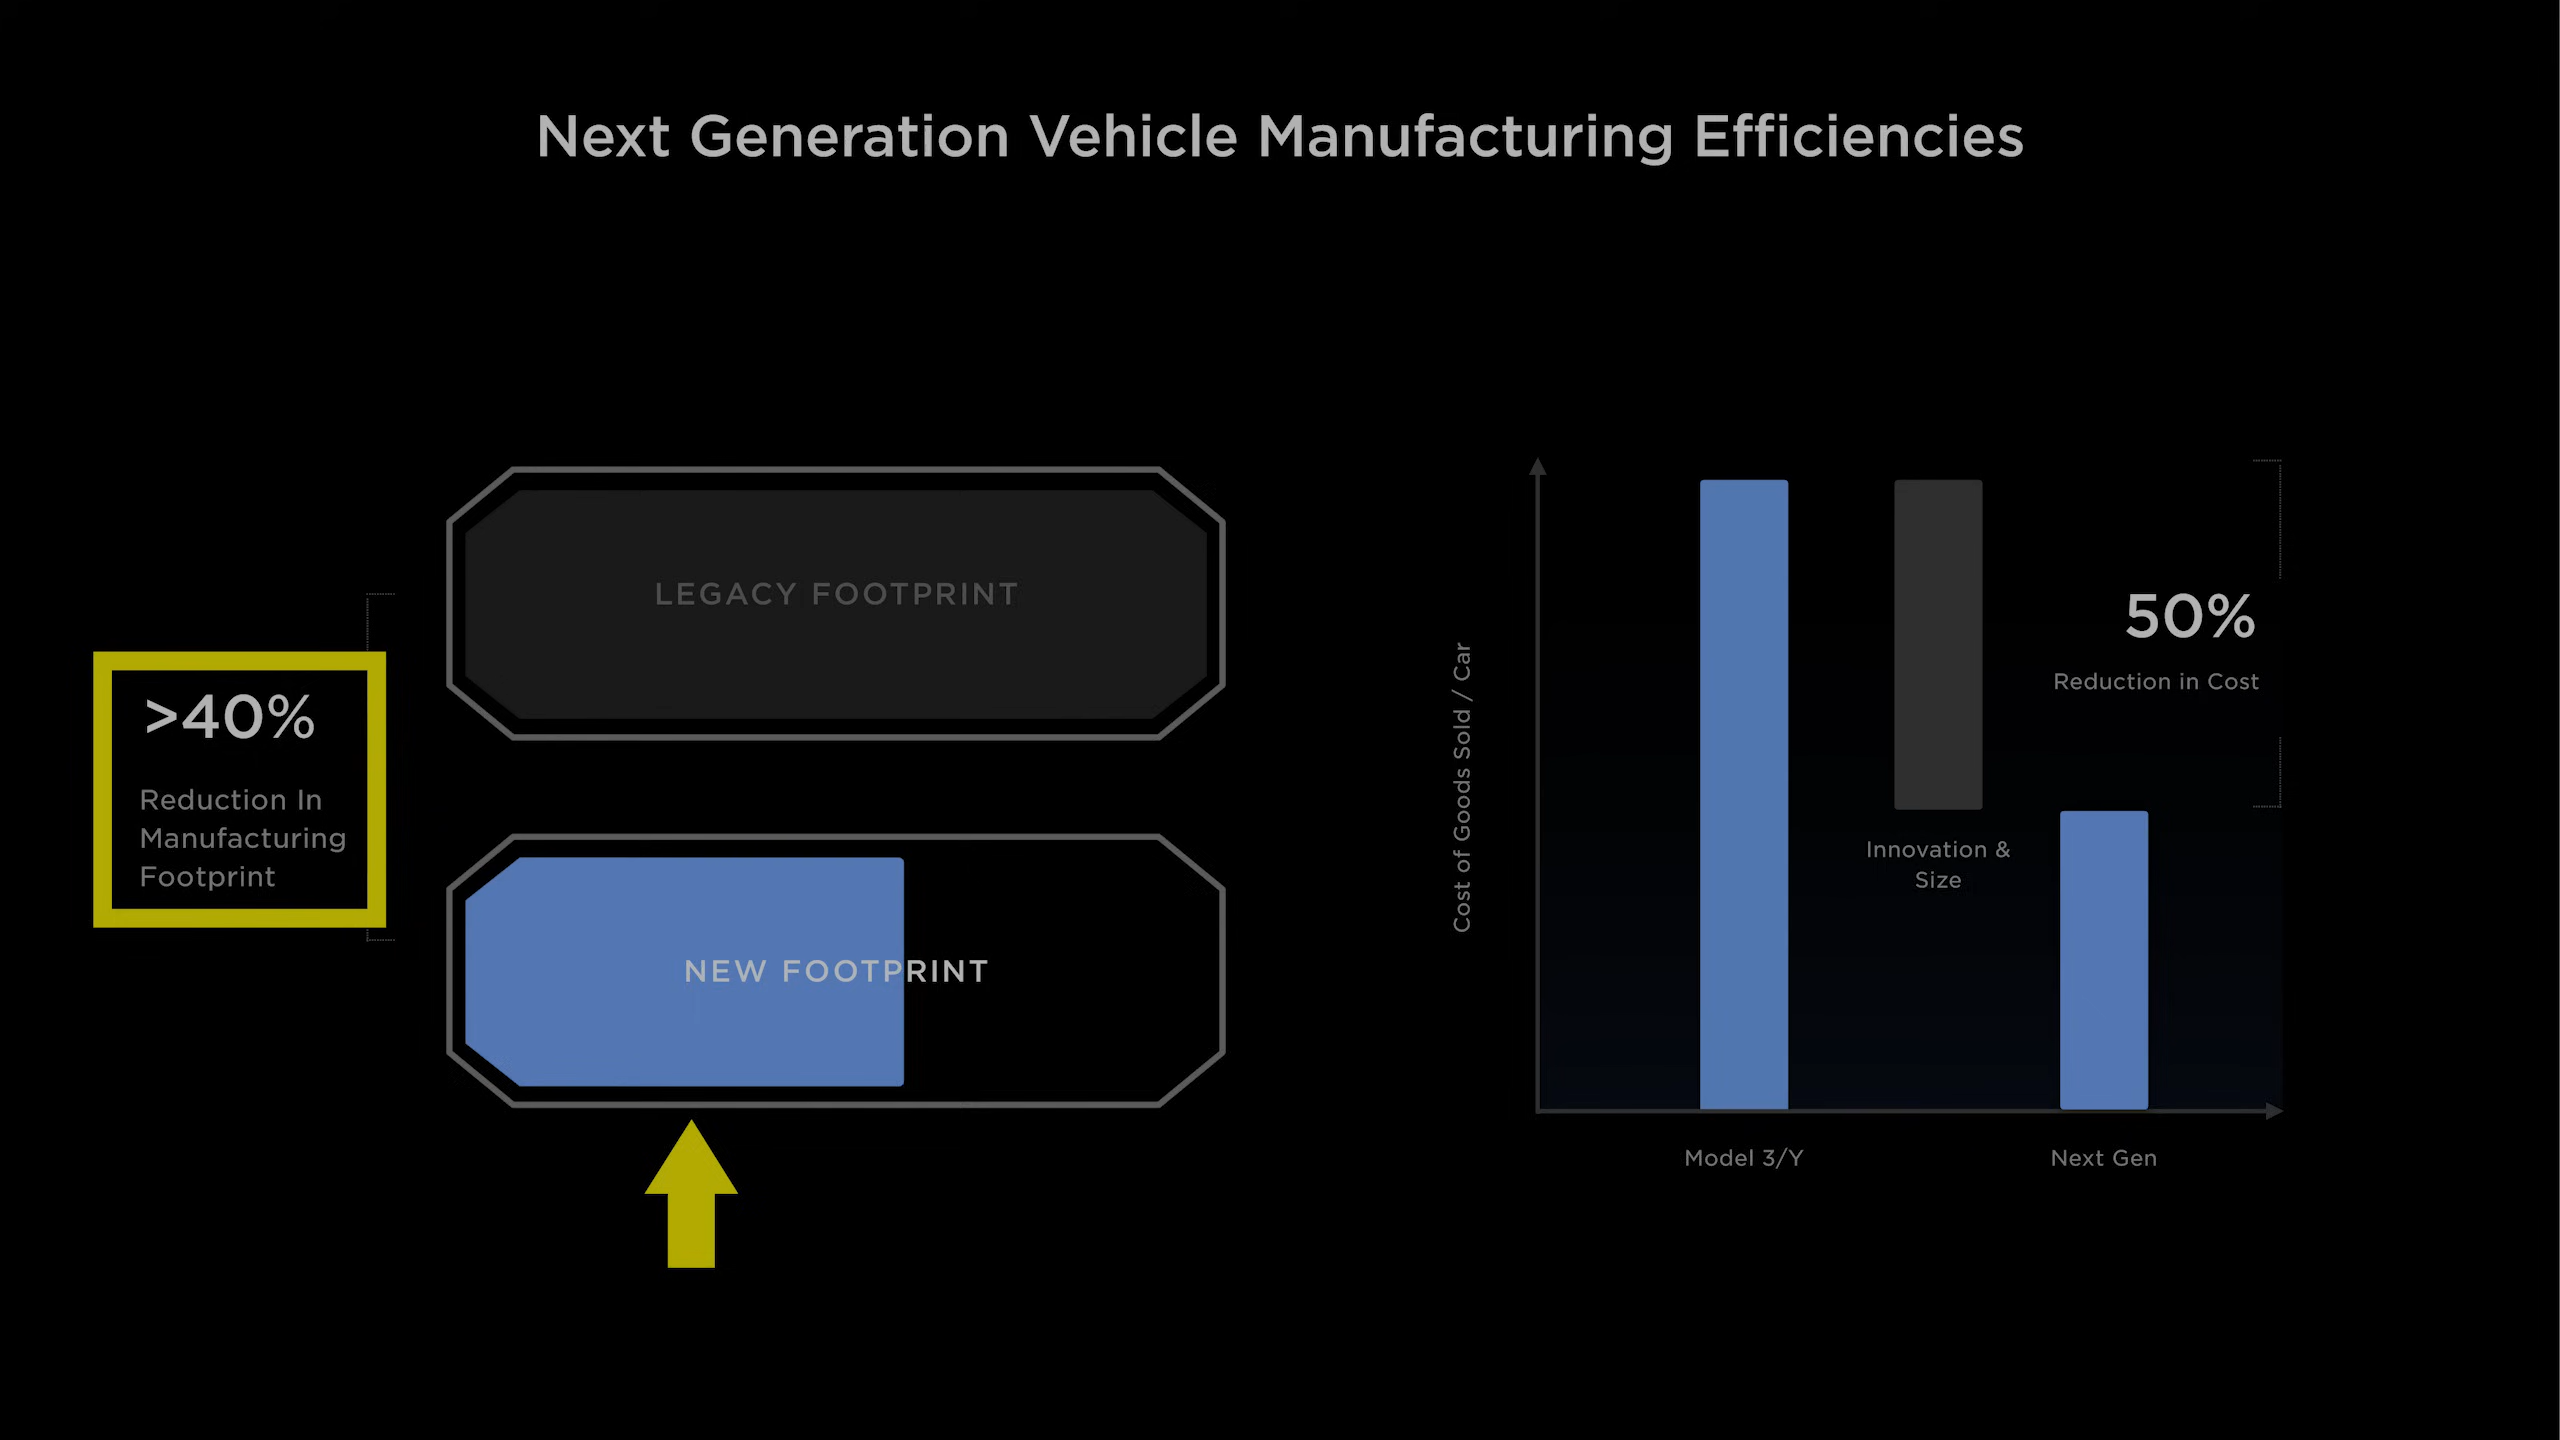 Next Generation Vehicle Manufacturing Efficiencies
>40%
Reduction In
Manufacturing
Footprint
LEGACY FOOTPRINT
NEW FOOTPRINT
Cost of Goods Sold / Car
50%
Reduction in Cost
Innovation &
Size
Model 3/Y
Next Gen